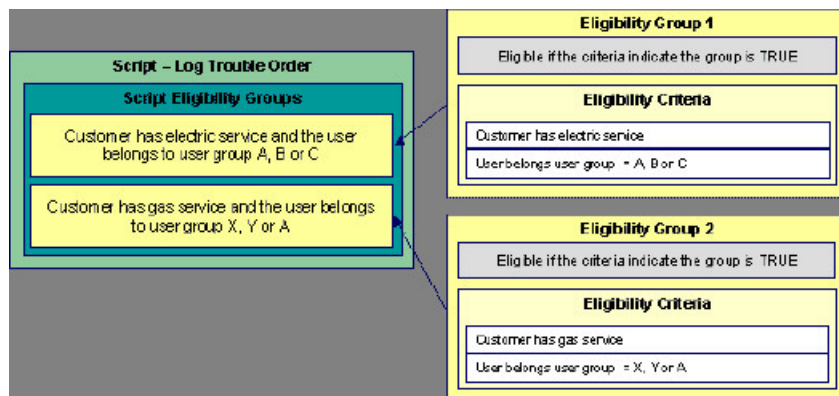 Script – Log Trouble Order
Script Eligibility Groups
Customer has electric service and the user
belongs to user group A, B or C
Customer has gas service and the user belongs
to user group X, Y or A
Eligibility Group 1
Eligible if the criteria indicate the group is TRUE
Eligibility Criteria
Customer has electric service
User belongs user group = A, B or C
Eligibility Group 2
Eligible if the criteria indicate the group is TRUE
Eligibility Criteria
Customer has gas service
User belongs user group = X, Y or A